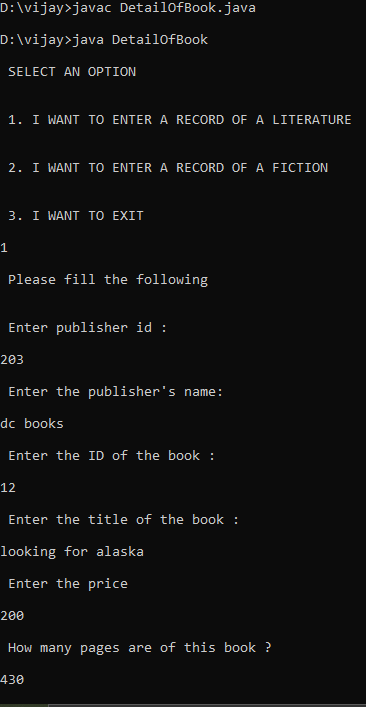 D:\vijay>javac DetailOfBook.java
D:\vijay>java DetailOfBook
SELECT AN OPTION
1. I WANT TO ENTER A RECORD OF A LITERATURE
2. I WANT TO ENTER A RECORD OF A FICTION
3. I WANT TO EXIT
1
Please fill the following
Enter publisher id :
203
Enter the publisher's name:
dc books
Enter the ID of the book :
12
Enter the title of the book :
looking for alaska
Enter the price
200
How many pages are of this book ?
430